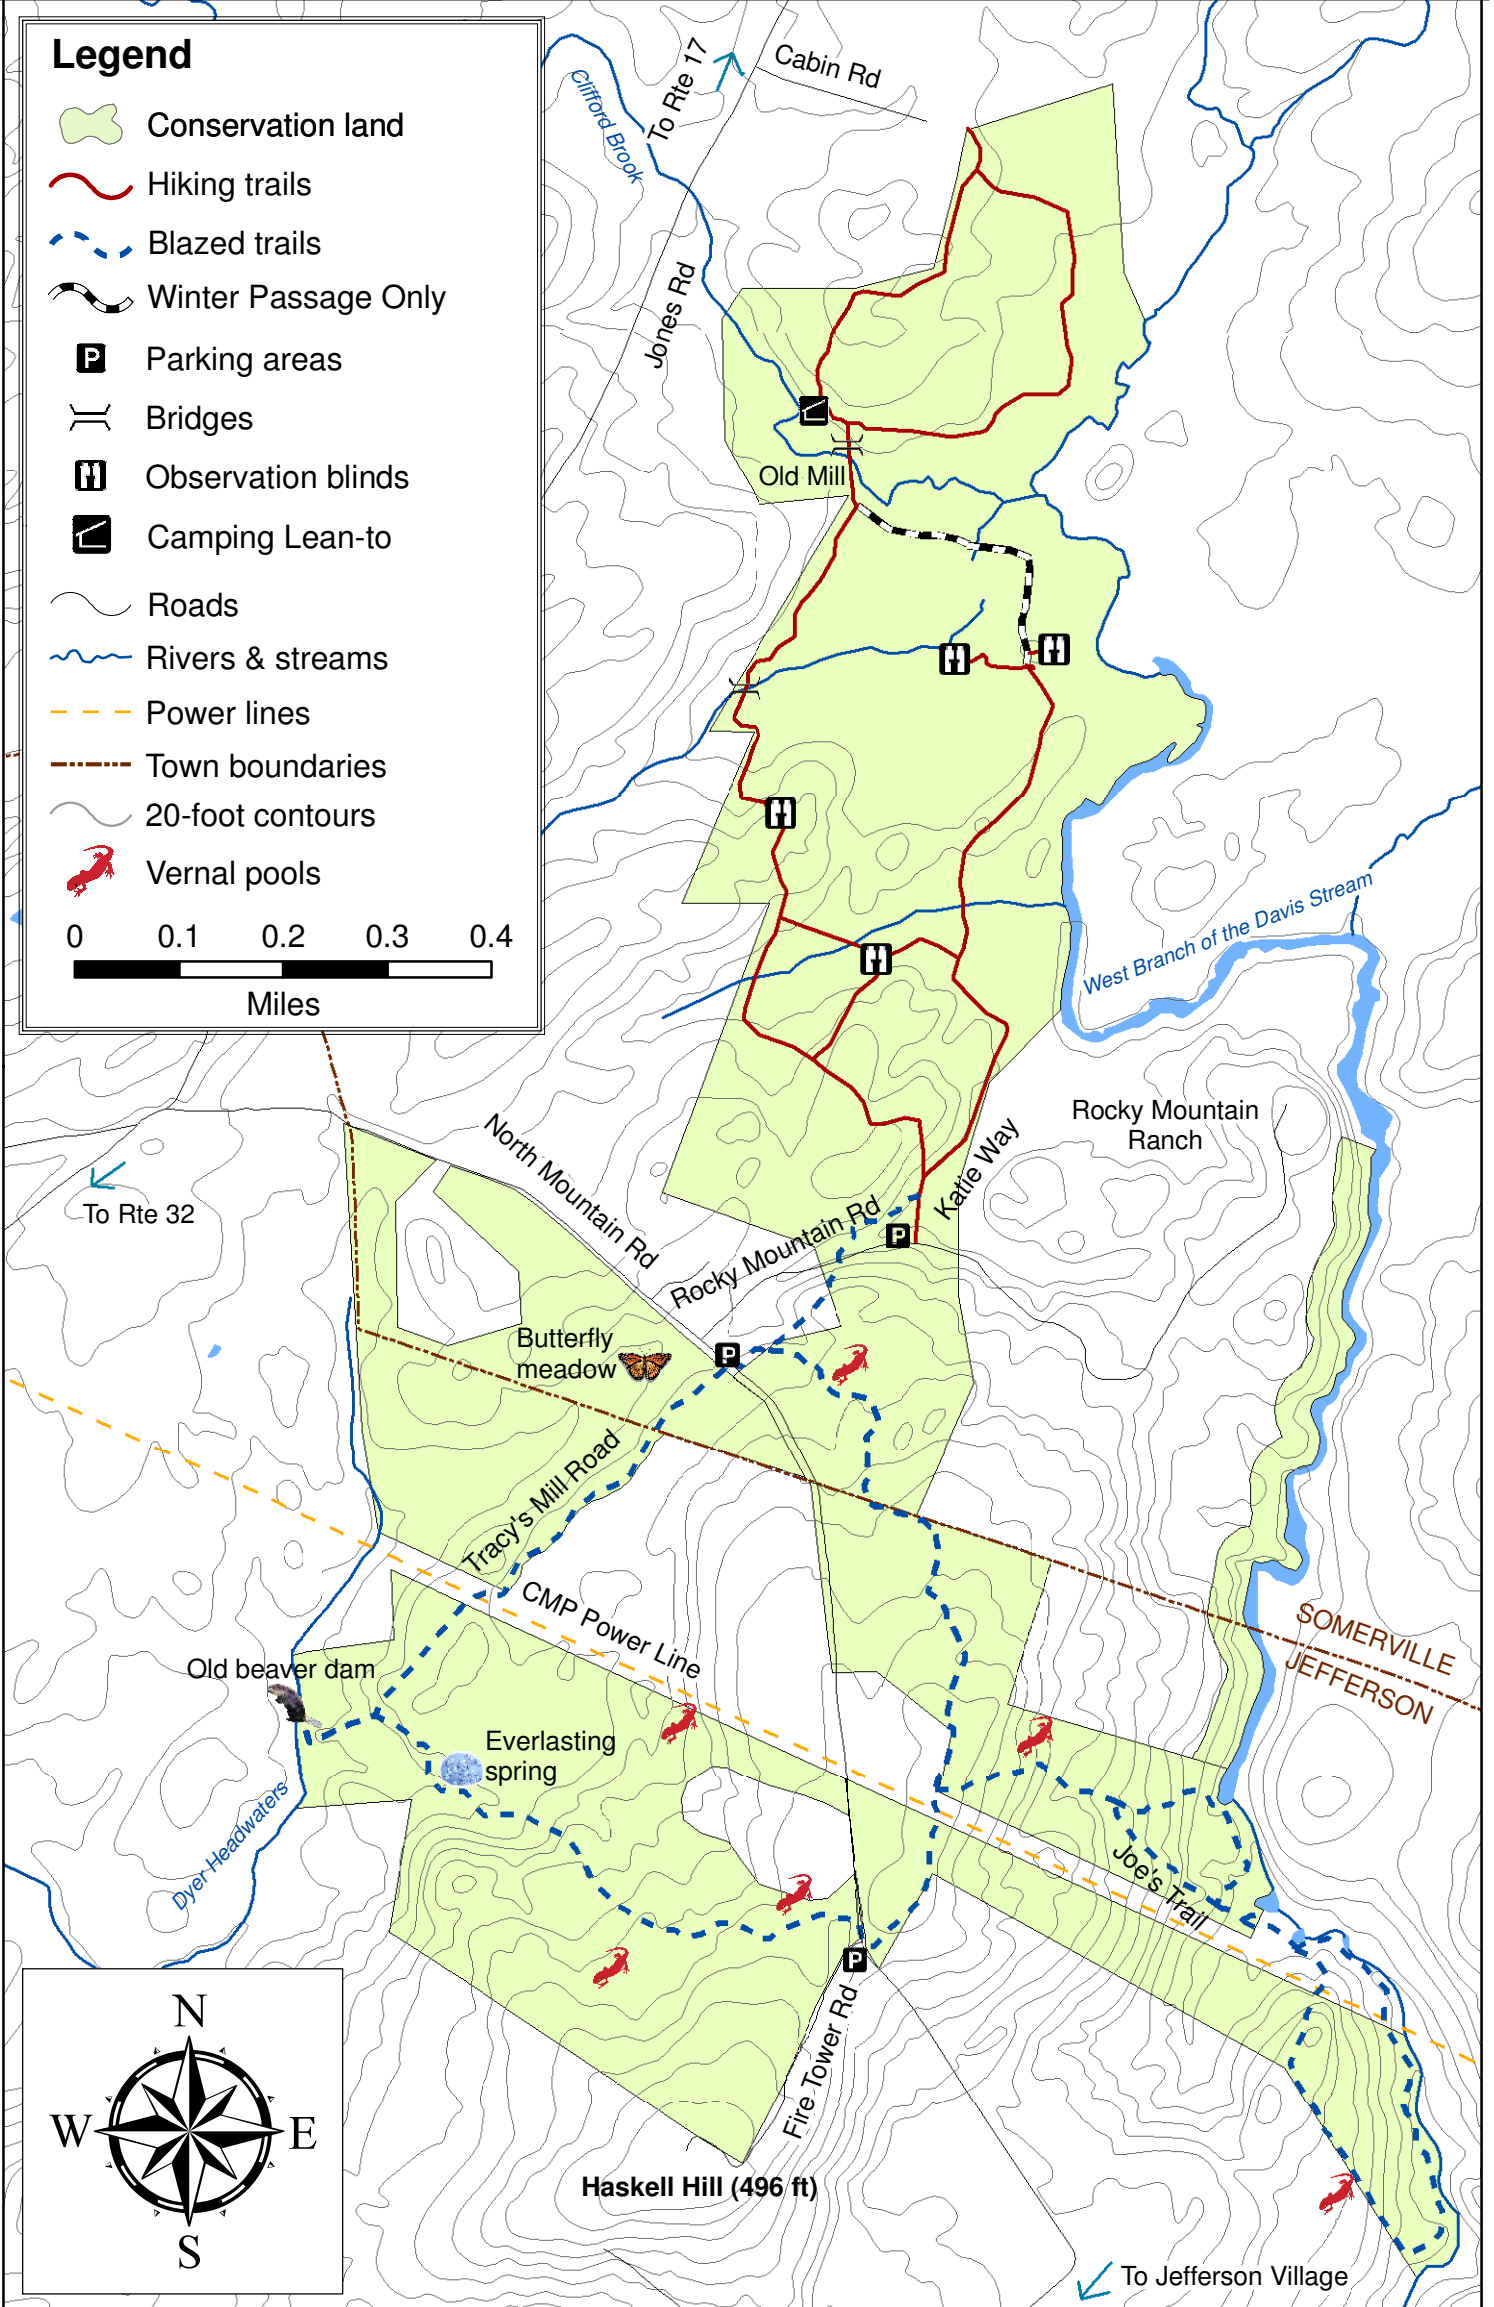 Legend
Conservation land
Hiking trails
Blazed trails
Winter Passage Only
P
Parking areas
Bridges
Observation blinds
Camping Lean-to
Roads
Rivers & streams
Power lines
Town boundaries
20-foot contours
Vernal pools
0 0.1 0.2 0.3 0.4
Miles
Clifford Brook
To Rte 17
Cabin Rd
Jones Rd
Old Mill
West Branch of the Davis Stream
Rocky Mountain
Ranch
Katie Way
North Mountain Rd
Rocky Mountain Rd
P
To Rte 32
Butterfly
meadow
P
Tracy's Mill Road
CMP Power Line
SOMERVILLE
JEFFERSON
Old beaver dam
Everlasting
spring
Dyer Headwaters
Joe's Trail
P
Fire Tower Rd
Haskell Hill (496 ft)
To Jefferson Village
N
W
E
S